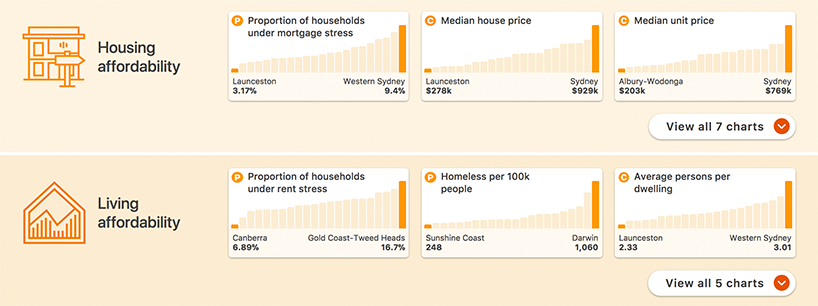 Housing
affordability
P Proportion of households
under mortgage stress
Launceston Western Sydney
3.17% 9.4%
C Median house price
Launceston Sydney
$278k $929k
C Median unit price
Albury-Wodonga Sydney
$203k $769k
View all 7 charts
Living
affordability
P Proportion of households
under rent stress
Canberra Gold Coast-Tweed Heads
6.89% 16.7%
P Homeless per 100k
people
Sunshine Coast Darwin
248 1,060
C Average persons per
dwelling
Launceston Western Sydney
2.33 3.01
View all 5 charts